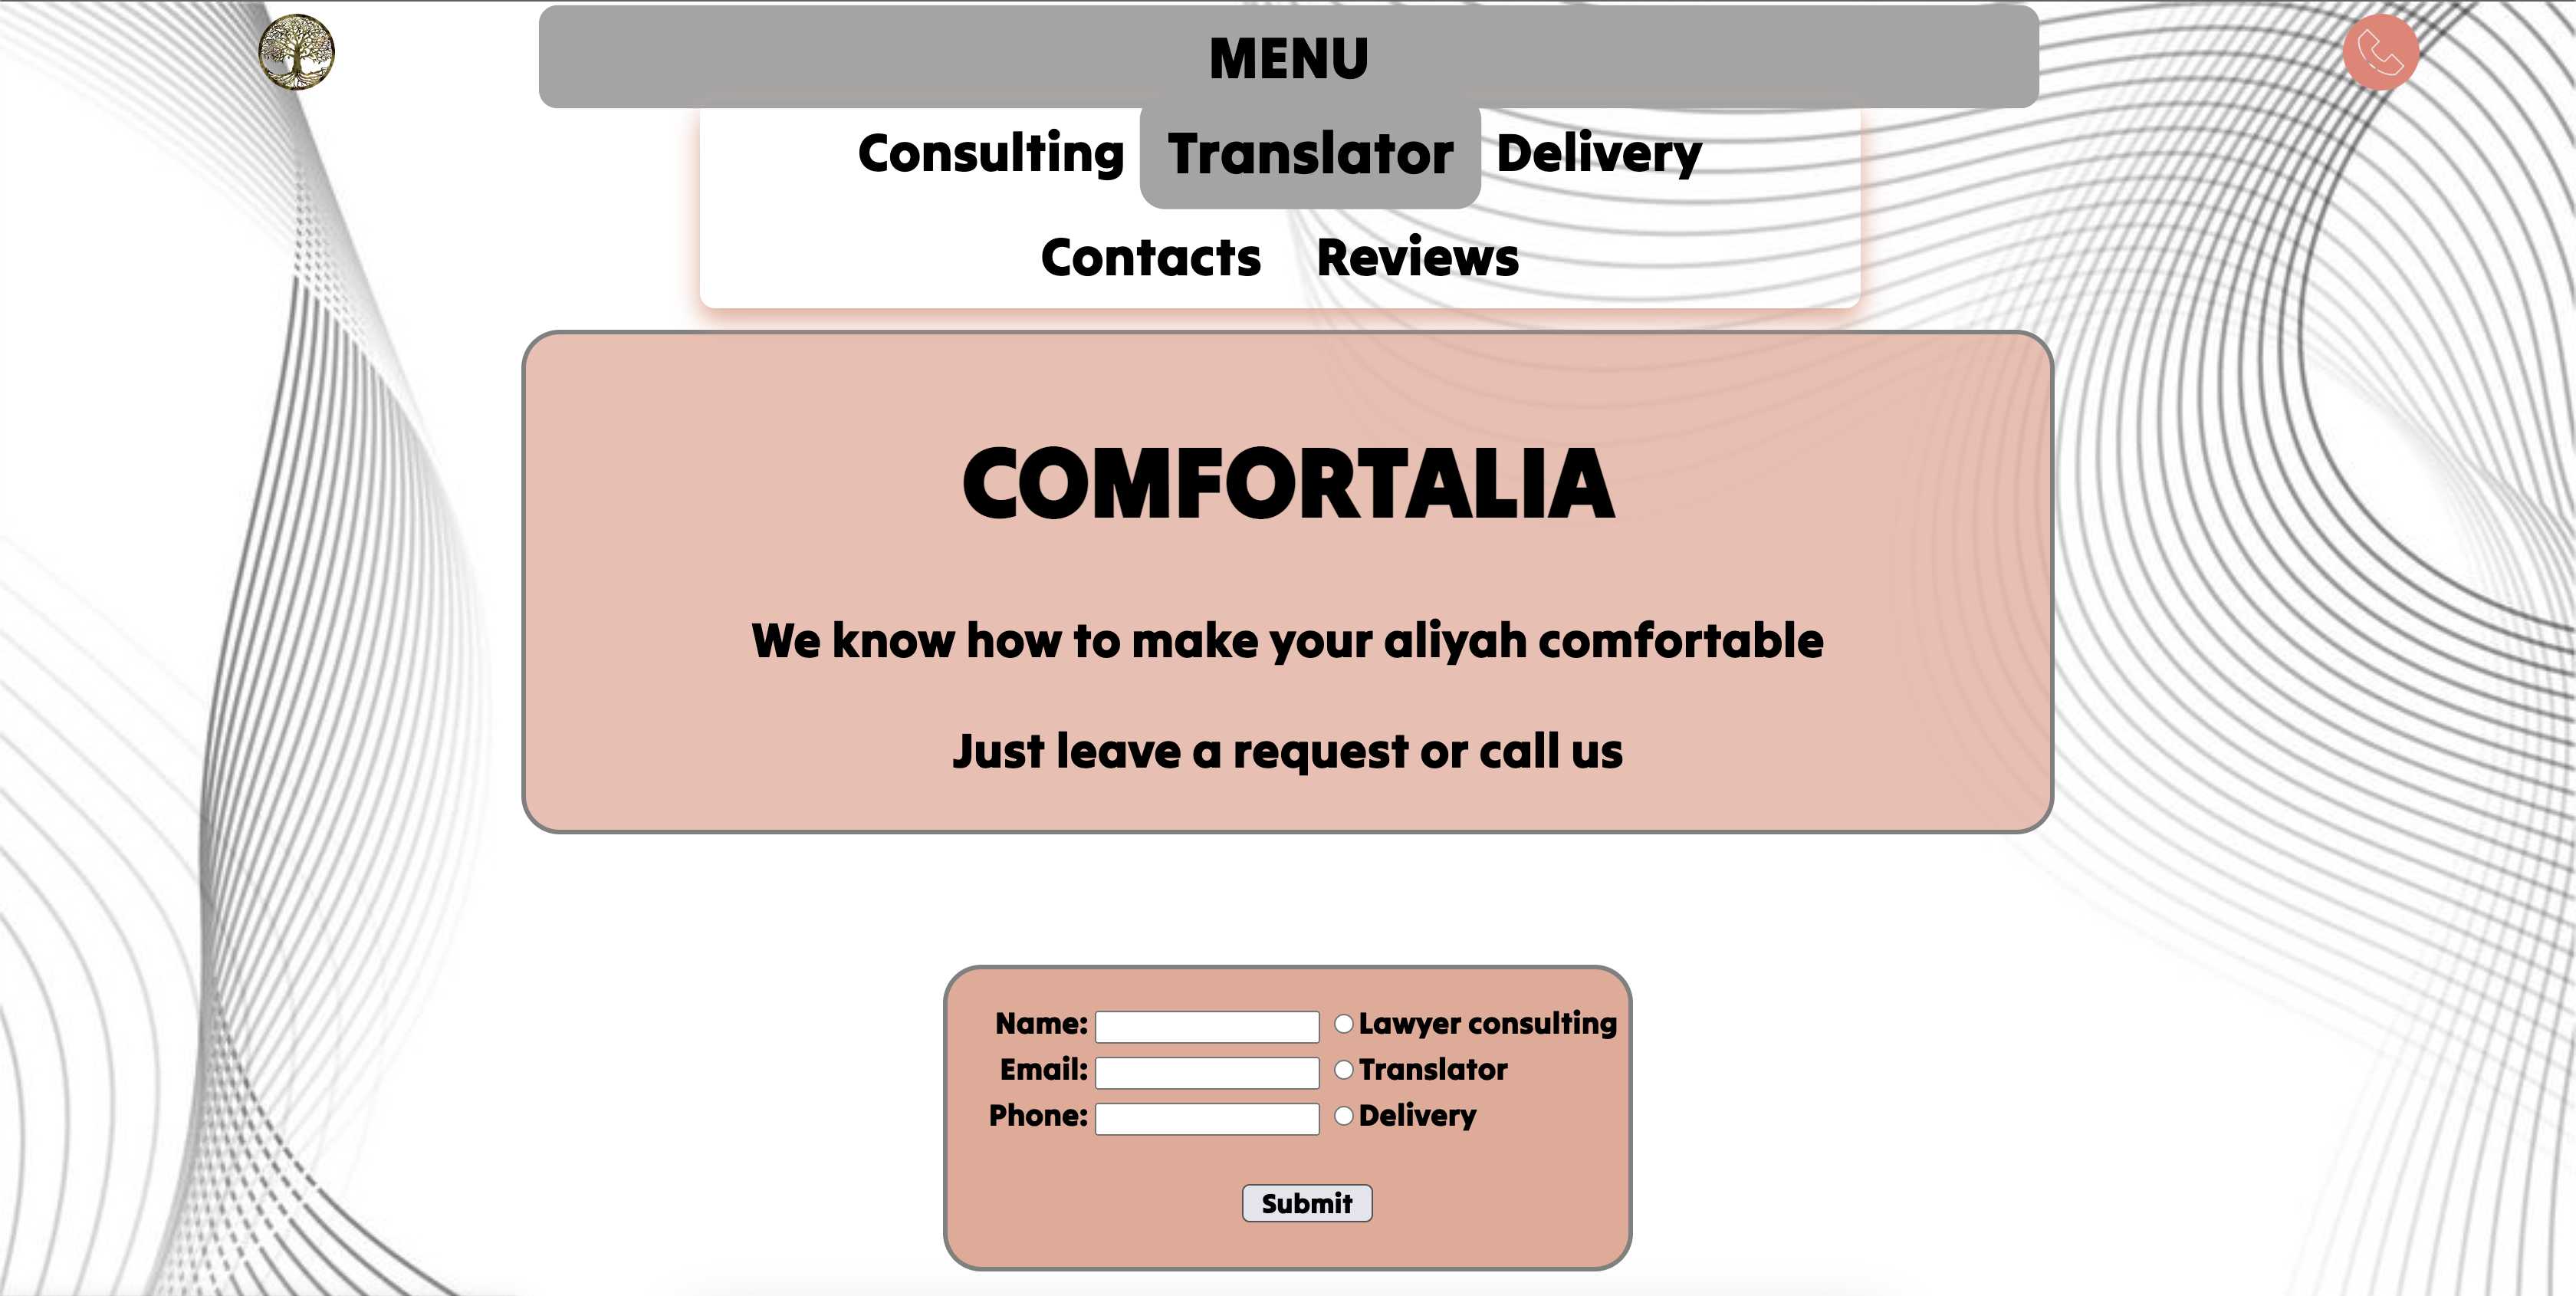 MENU
Consulting Translator Delivery
Contacts Reviews
COMFORTALIA
We know how to make your aliyah comfortable
Just leave a request or call us
Name: Lawyer consulting
Email: Translator
Phone: Delivery
Submit